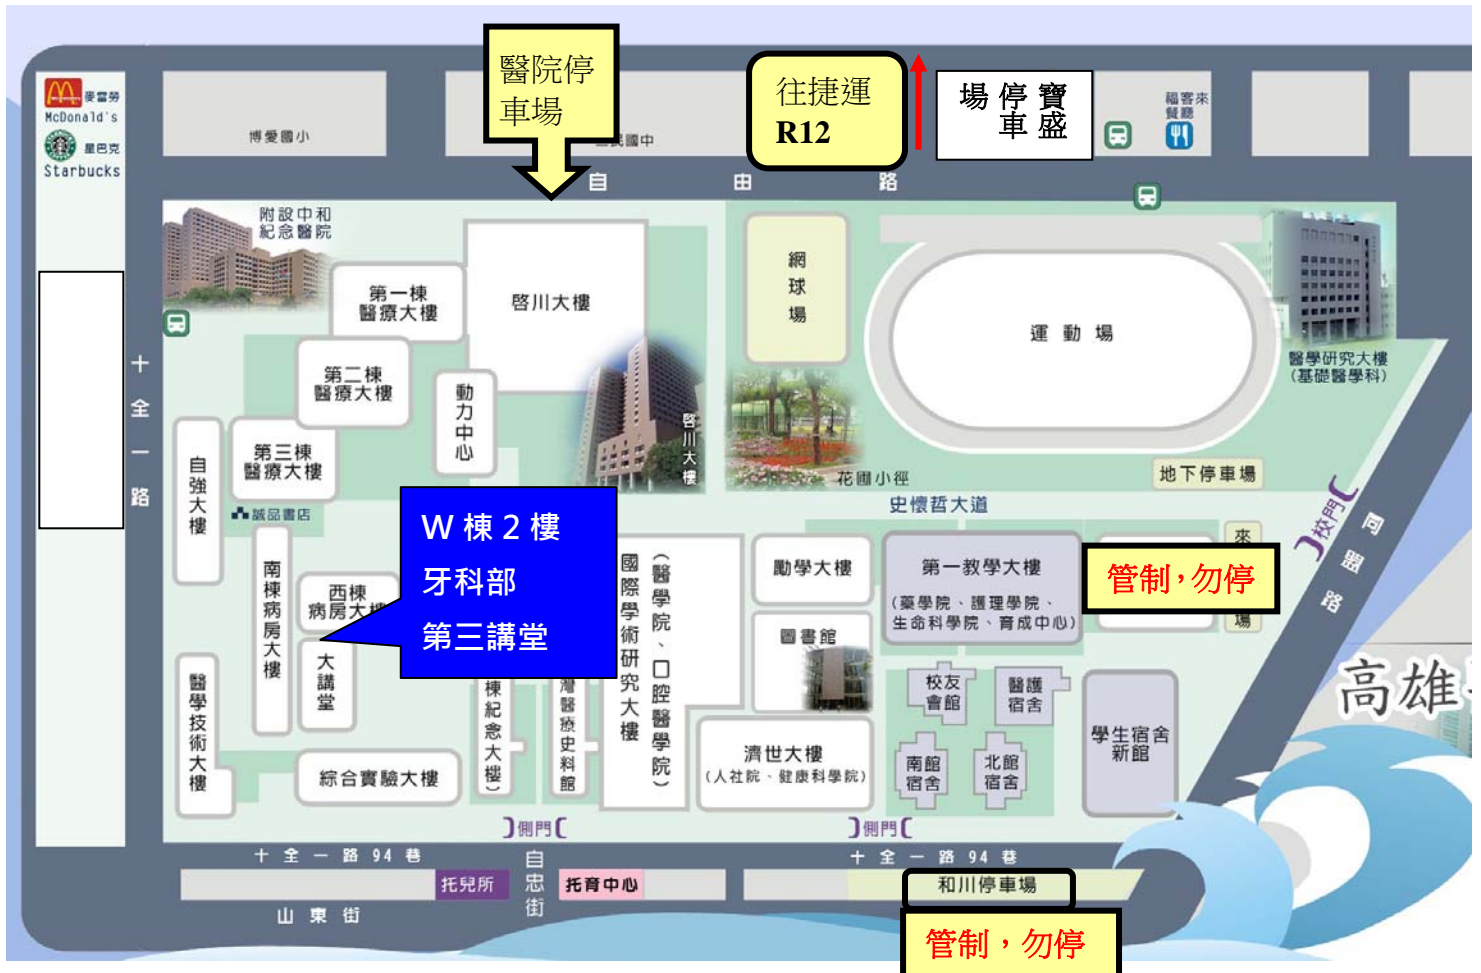 醫院停
車場
往捷運
R12
寶盛
停車
場
福客來
餐廳
麥當勞
McDonald's
星巴克
Starbucks
博愛國小
民國中
自由路
附設中和
紀念醫院
第一棟
醫療大樓
啓川大樓
網球場
運動場
醫學研究大樓
(基礎醫學科)
第二棟
醫療大樓
動力中心
十全一路
啓川大樓
第三棟
醫療大樓
自強大樓
誠品書店
花圃小徑
地下停車場
史懷哲大道
校門
同盟路
W 棟 2 樓
牙科部
第三講堂
南棟病房大樓
西棟
病房大
大講堂
國際學術研究大樓
(醫學院、口腔醫學院)
勵學大樓
第一教學大樓
(藥學院、護理學院、
生命科學院、育成中心)
管制，勿停
來
場
圖書館
醫學技術大樓
棟紀念大樓)
灣醫療史料館
校友
會館
醫護
宿舍
高雄
學生宿舍
新館
綜合實驗大樓
濟世大樓
(人社院、健康科學院)
南館
宿舍
北館
宿舍
側門
側門
十全一路94巷
十全一路94巷
自忠街
托兒所
托育中心
和川停車場
山東街
管制，勿停